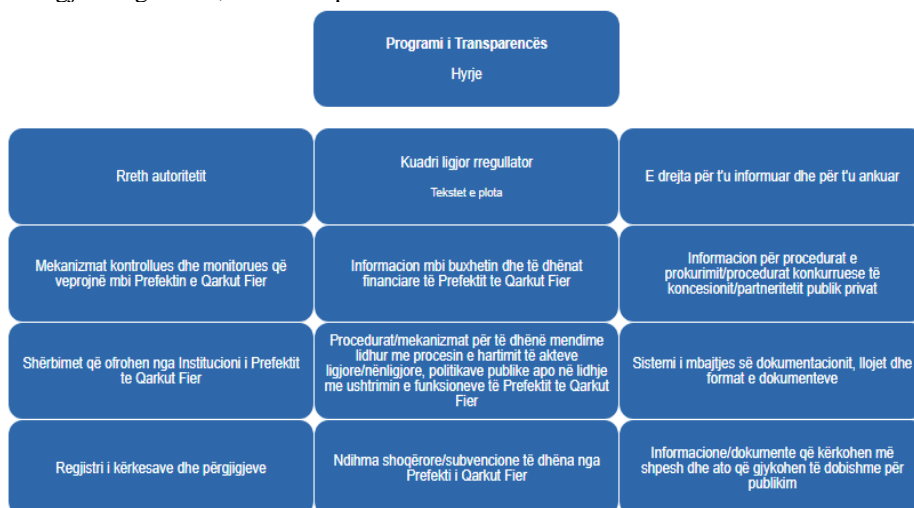 Programi i Transparencës
Hyrje
Rreth autoritetit
Kuadri ligjor rregullator
Tekstet e plota
E drejta për t'u informuar dhe për t'u ankuar
Mekanizmat kontrollues dhe monitorues që
veprojnë mbi Prefektin e Qarkut Fier
Informacion mbi buxhetin dhe të dhënat
financiare të Prefektit te Qarkut Fier
Informacion për procedurat e
prokurimit/procedurat konkurruese të
koncesionit/partneritetit publik privat
Shërbimet që ofrohen nga Institucioni i Prefektit
te Qarkut Fier
Procedurat/mekanizmat për të dhënë mendime
lidhur me procesin e hartimit të akteve
ligjore/nënligjore, politikave publike apo në lidhje
me ushtrimin e funksioneve të Prefektit te Qarkut
Fier
Sistemi i mbajtjes së dokumentacionit, llojet dhe
format e dokumenteve
Regjistri i kërkesave dhe përgjigjeve
Ndihma shoqërore/subvencione të dhëna nga
Prefekti i Qarkut Fier
Informacione/dokumente që kërkohen më
shpesh dhe ato që gjykohen të dobishme për
publikim